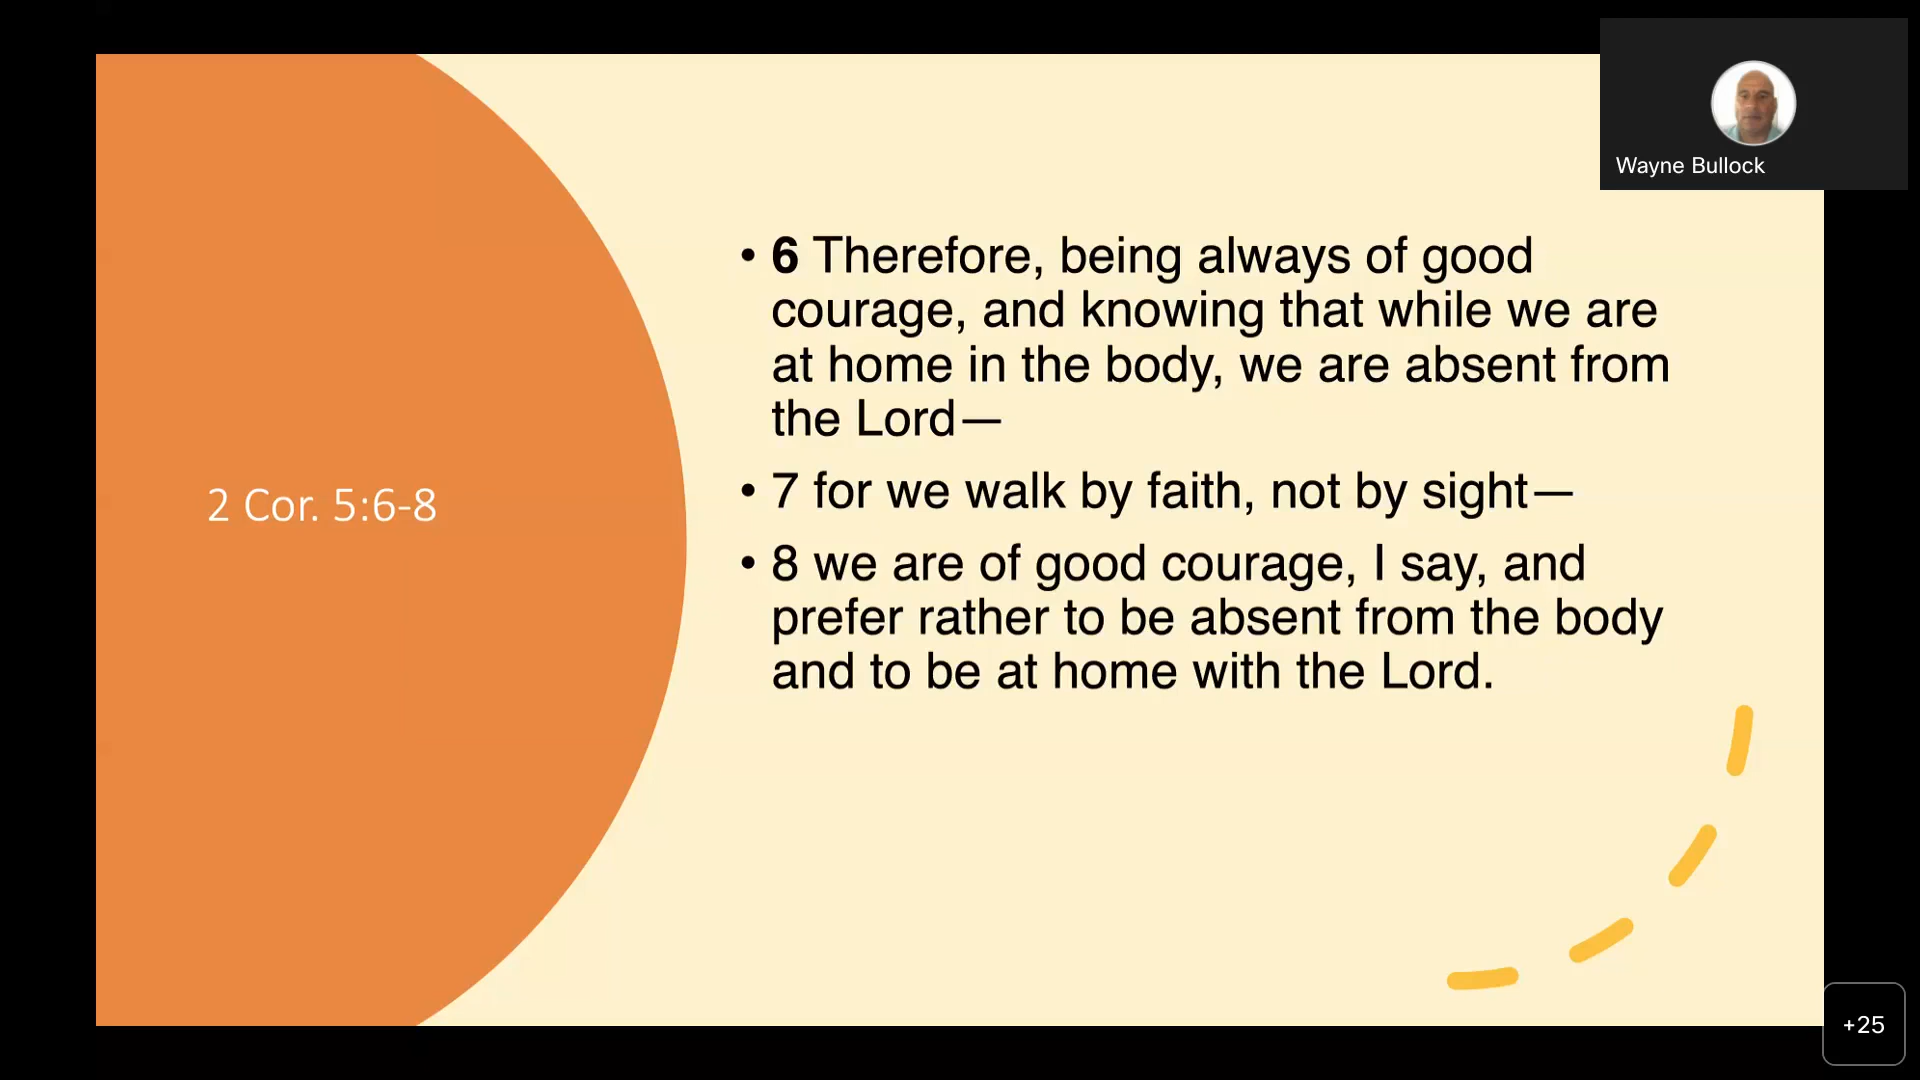 Wayne Bullock
2 Cor. 5:6-8
• 6 Therefore, being always of good
courage, and knowing that while we are
at home in the body, we are absent from
the Lord—
• 7 for we walk by faith, not by sight—
• 8 we are of good courage, I say, and
prefer rather to be absent from the body
and to be at home with the Lord.
+25